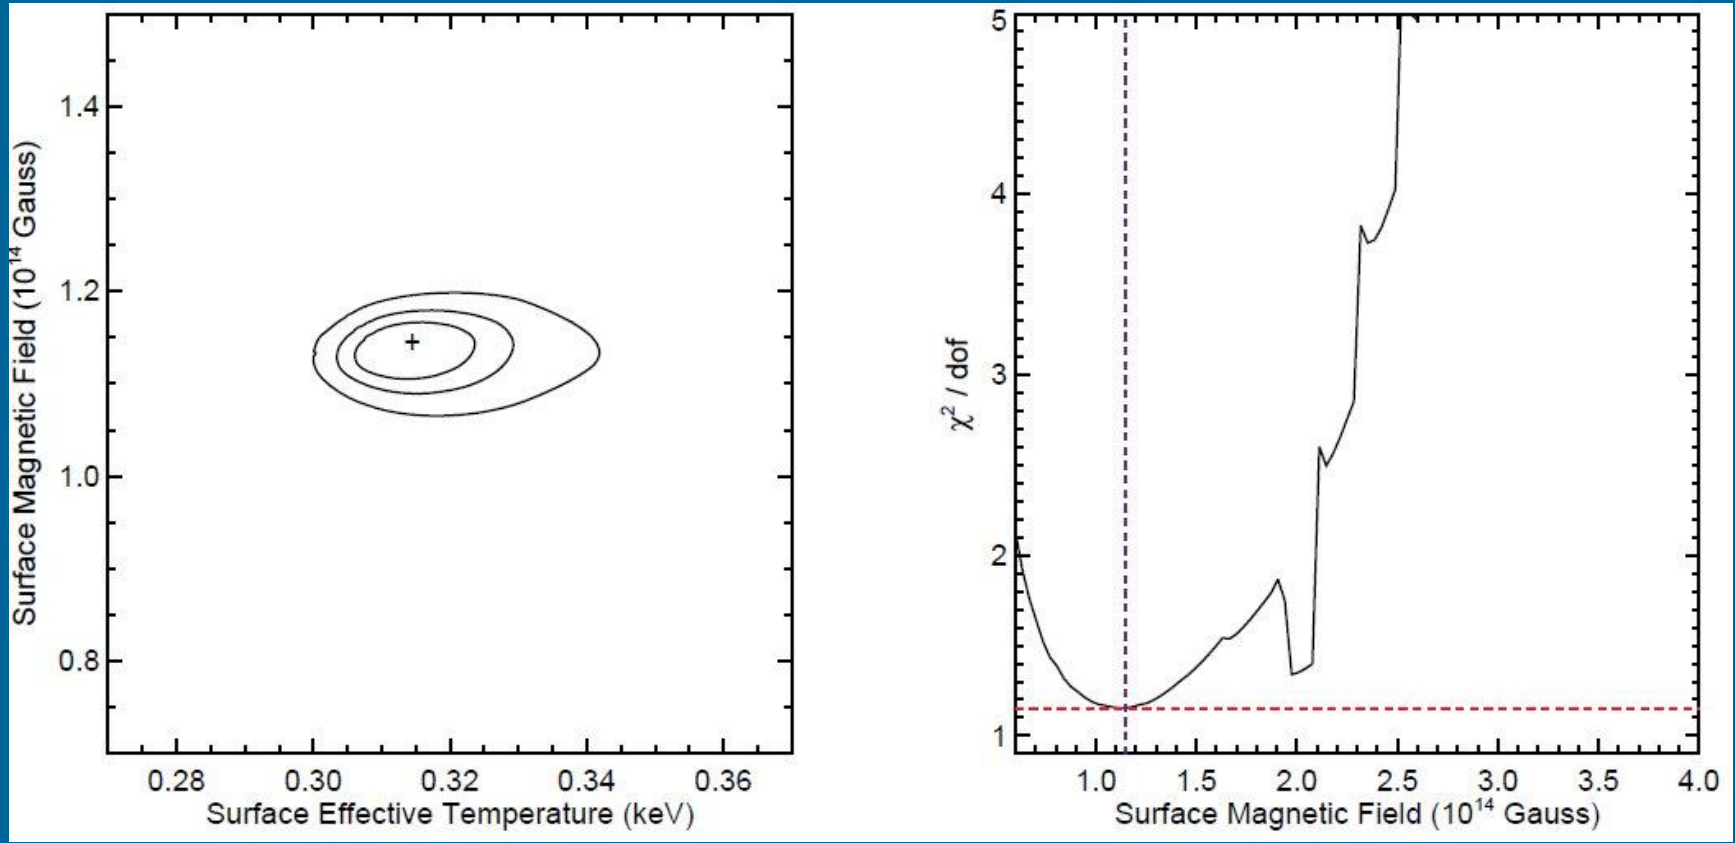 Surface Magnetic Field (10¹⁴ Gauss)
1.4
1.2
1.0
0.8
0.28 0.30 0.32 0.34 0.36
Surface Effective Temperature (keV)
χ² / dof
5
4
3
2
1
1.0 1.5 2.0 2.5 3.0 3.5 4.0
Surface Magnetic Field (10¹⁴ Gauss)